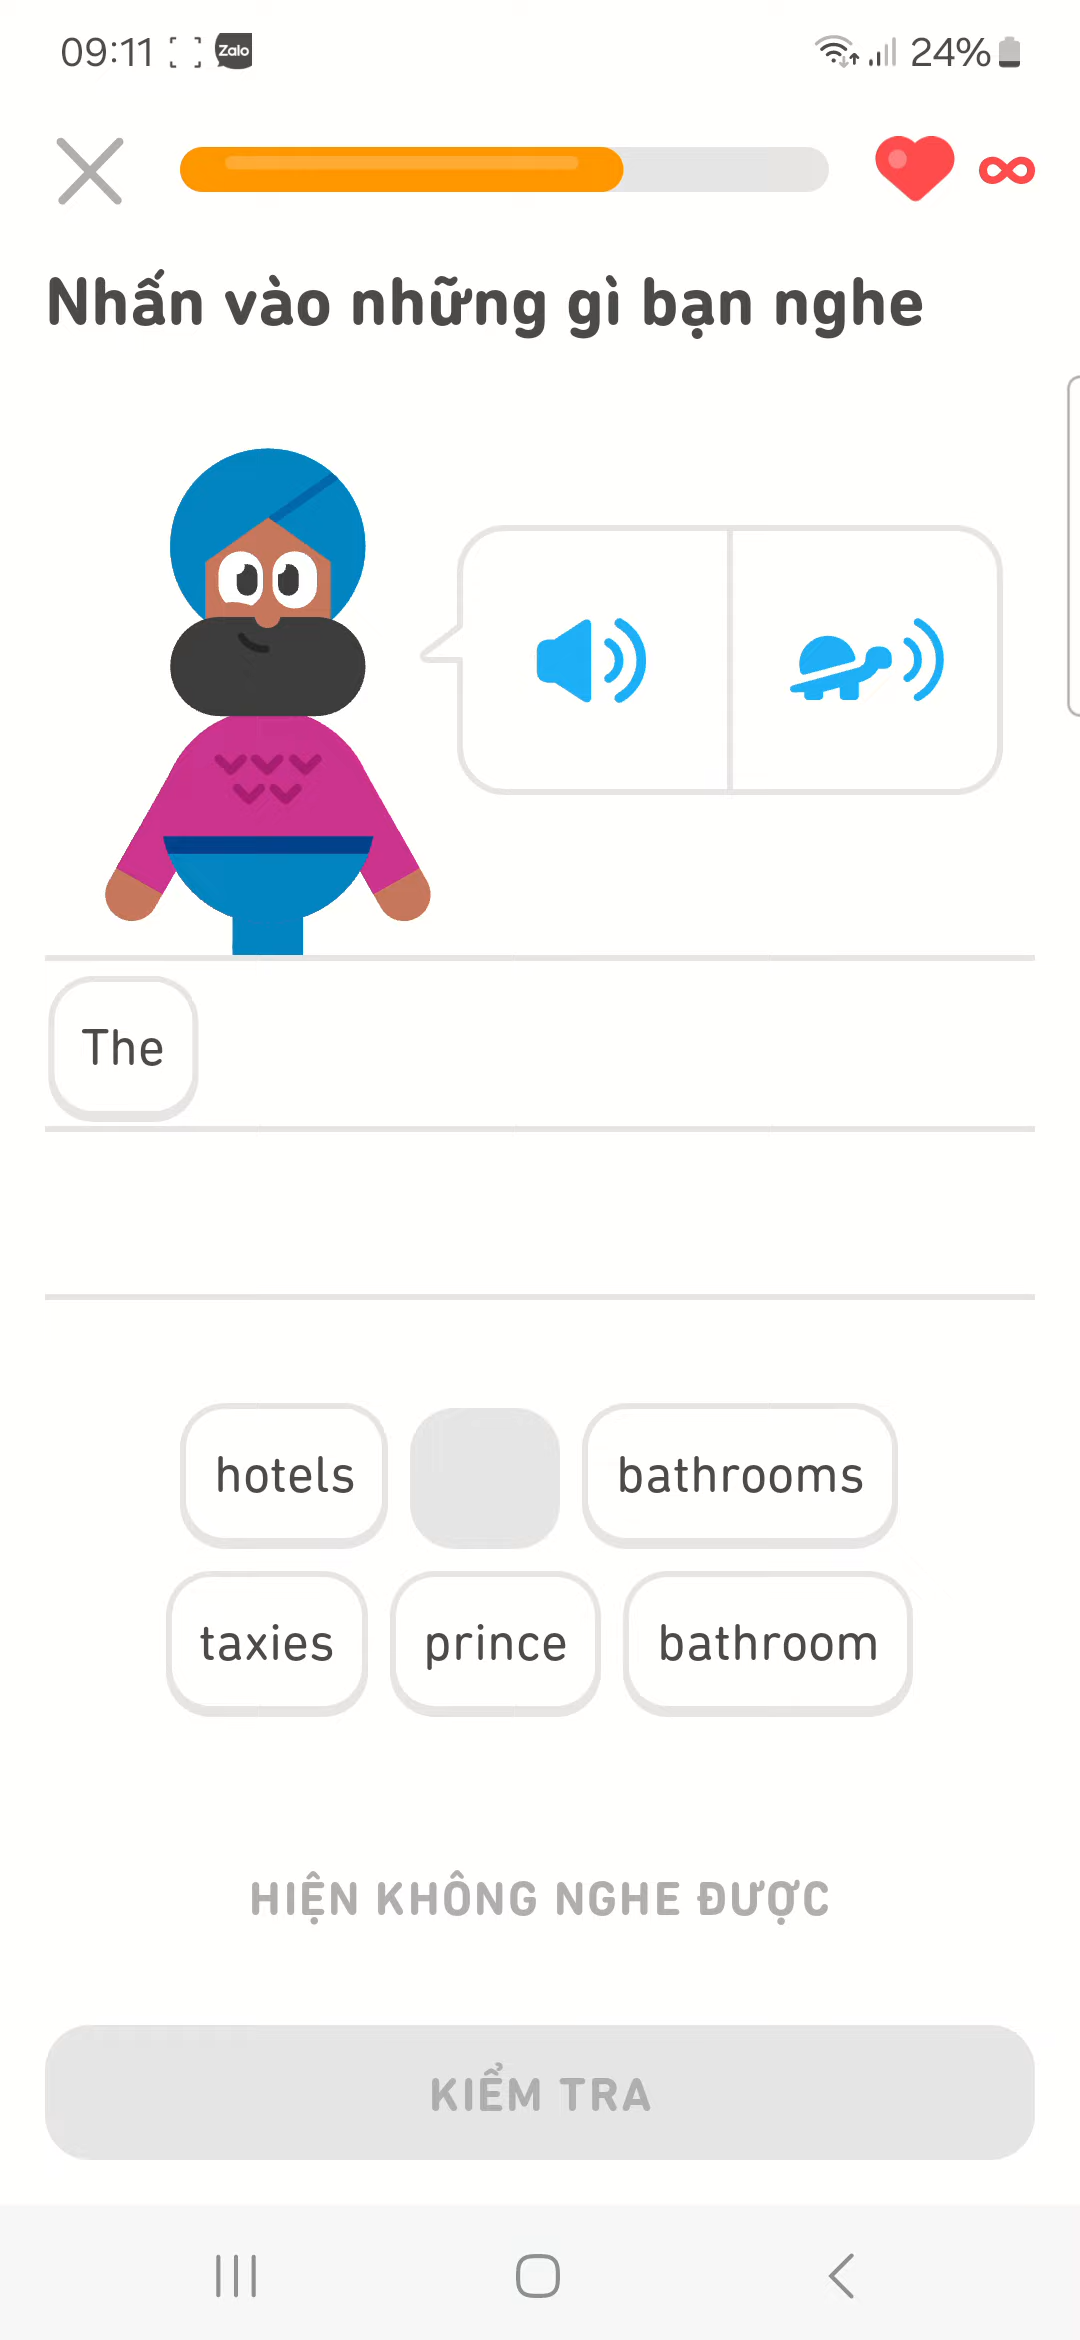 09:11 Zalo 24%
Nhấn vào những gì bạn nghe
The
hotels bathrooms
taxies prince bathroom
HIỆN KHÔNG NGHE ĐƯỢC
KIỂM TRA